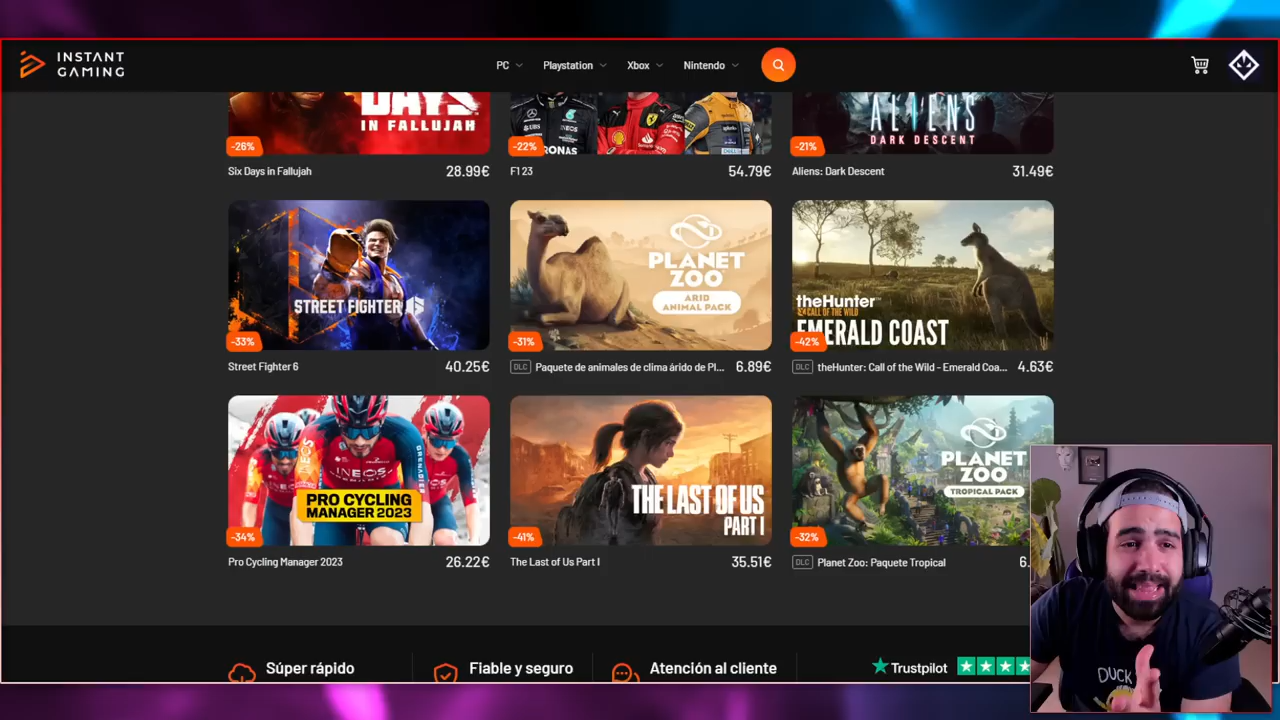 INSTANT
GAMING
PC
Playstation
Xbox
Nintendo
DAYS
IN FALLUJAH
-26%
Six Days in Fallujah
28.99€
-22%
F1 23
54.79€
ALIENS
DARK DESCENT
-21%
Aliens: Dark Descent
31.49€
STREET FIGHTER 6
-33%
Street Fighter 6
40.25€
PLANET
ZOO
ARID
ANIMAL PACK
-31%
DLC
Paquete de animales de clima árido de Pl...
6.89€
theHunter
CALL OF THE WILD
EMERALD COAST
-42%
DLC
theHunter: Call of the Wild - Emerald Coa...
4.63€
INEOS
GRENADIER
PRO CYCLING
MANAGER 2023
-34%
Pro Cycling Manager 2023
26.22€
THE LAST OF US
PART I
-41%
The Last of Us Part I
35.51€
PLANET
ZOO
TROPICAL PACK
-32%
DLC
Planet Zoo: Paquete Tropical
6.
Súper rápido
Fiable y seguro
Atención al cliente
Trustpilot
DUCK